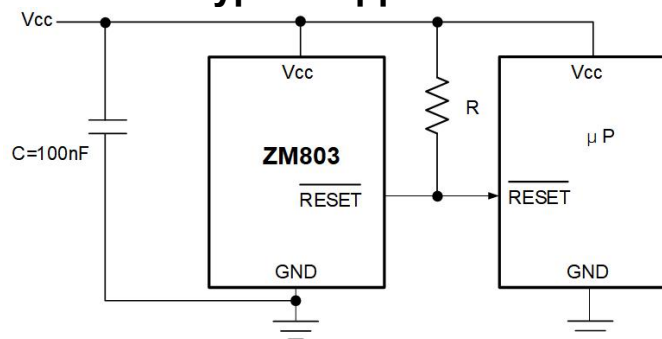 Vcc
Vcc
R
Vcc
μ P
C=100nF
ZM803
RESET
RESET
GND
GND